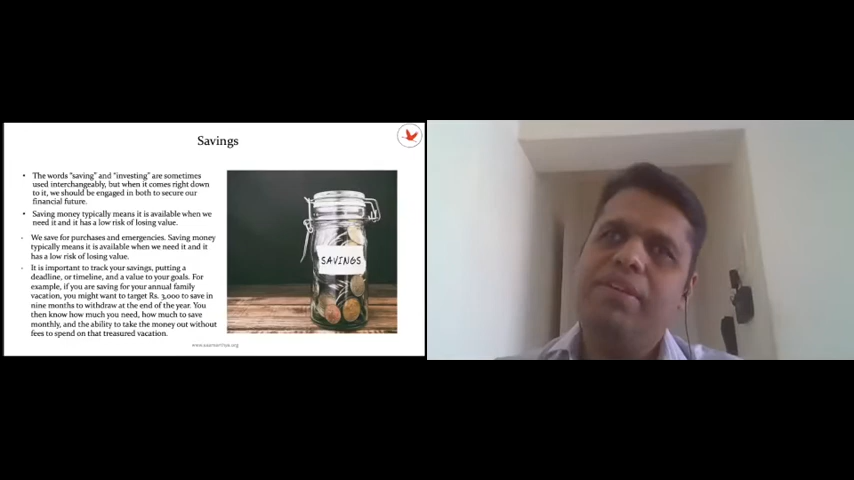 Savings
• The words "saving" and "investing" are sometimes
used interchangeably, but when it comes right down
to it, we should be engaged in both to secure our
financial future.
• Saving money typically means it is available when we
need it and it has a low risk of losing value.
• We save for purchases and emergencies. Saving money
typically means it is available when we need it and it
has a low risk of losing value.
• It is important to track your savings, putting a
deadline, or timeline, and a value to your goals. For
example, if you are saving for your annual family
vacation, you might want to target Rs. 3,000 to save in
nine months to withdraw at the end of the year. You
then know how much you need, how much to save
monthly, and the ability to take the money out without
fees to spend on that treasured vacation.
SAVINGS